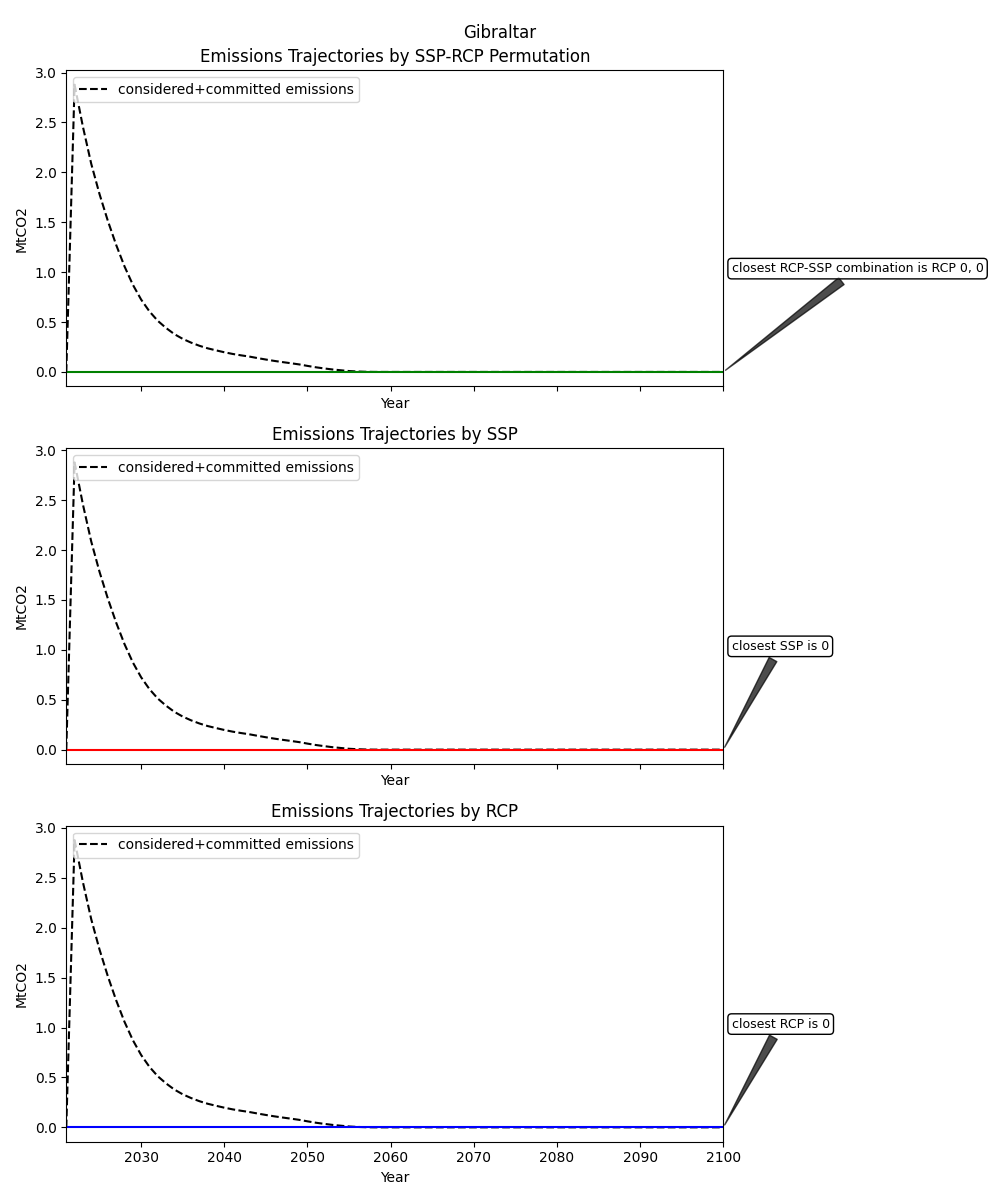 Gibraltar
Emissions Trajectories by SSP-RCP Permutation
considered+committed emissions
3.0
2.5
2.0
1.5
1.0
0.5
0.0
MtCO2
Year
closest RCP-SSP combination is RCP 0, 0
Emissions Trajectories by SSP
considered+committed emissions
3.0
2.5
2.0
1.5
1.0
0.5
0.0
MtCO2
Year
closest SSP is 0
Emissions Trajectories by RCP
considered+committed emissions
3.0
2.5
2.0
1.5
1.0
0.5
0.0
MtCO2
closest RCP is 0
2030 2040 2050 2060 2070 2080 2090 2100
Year